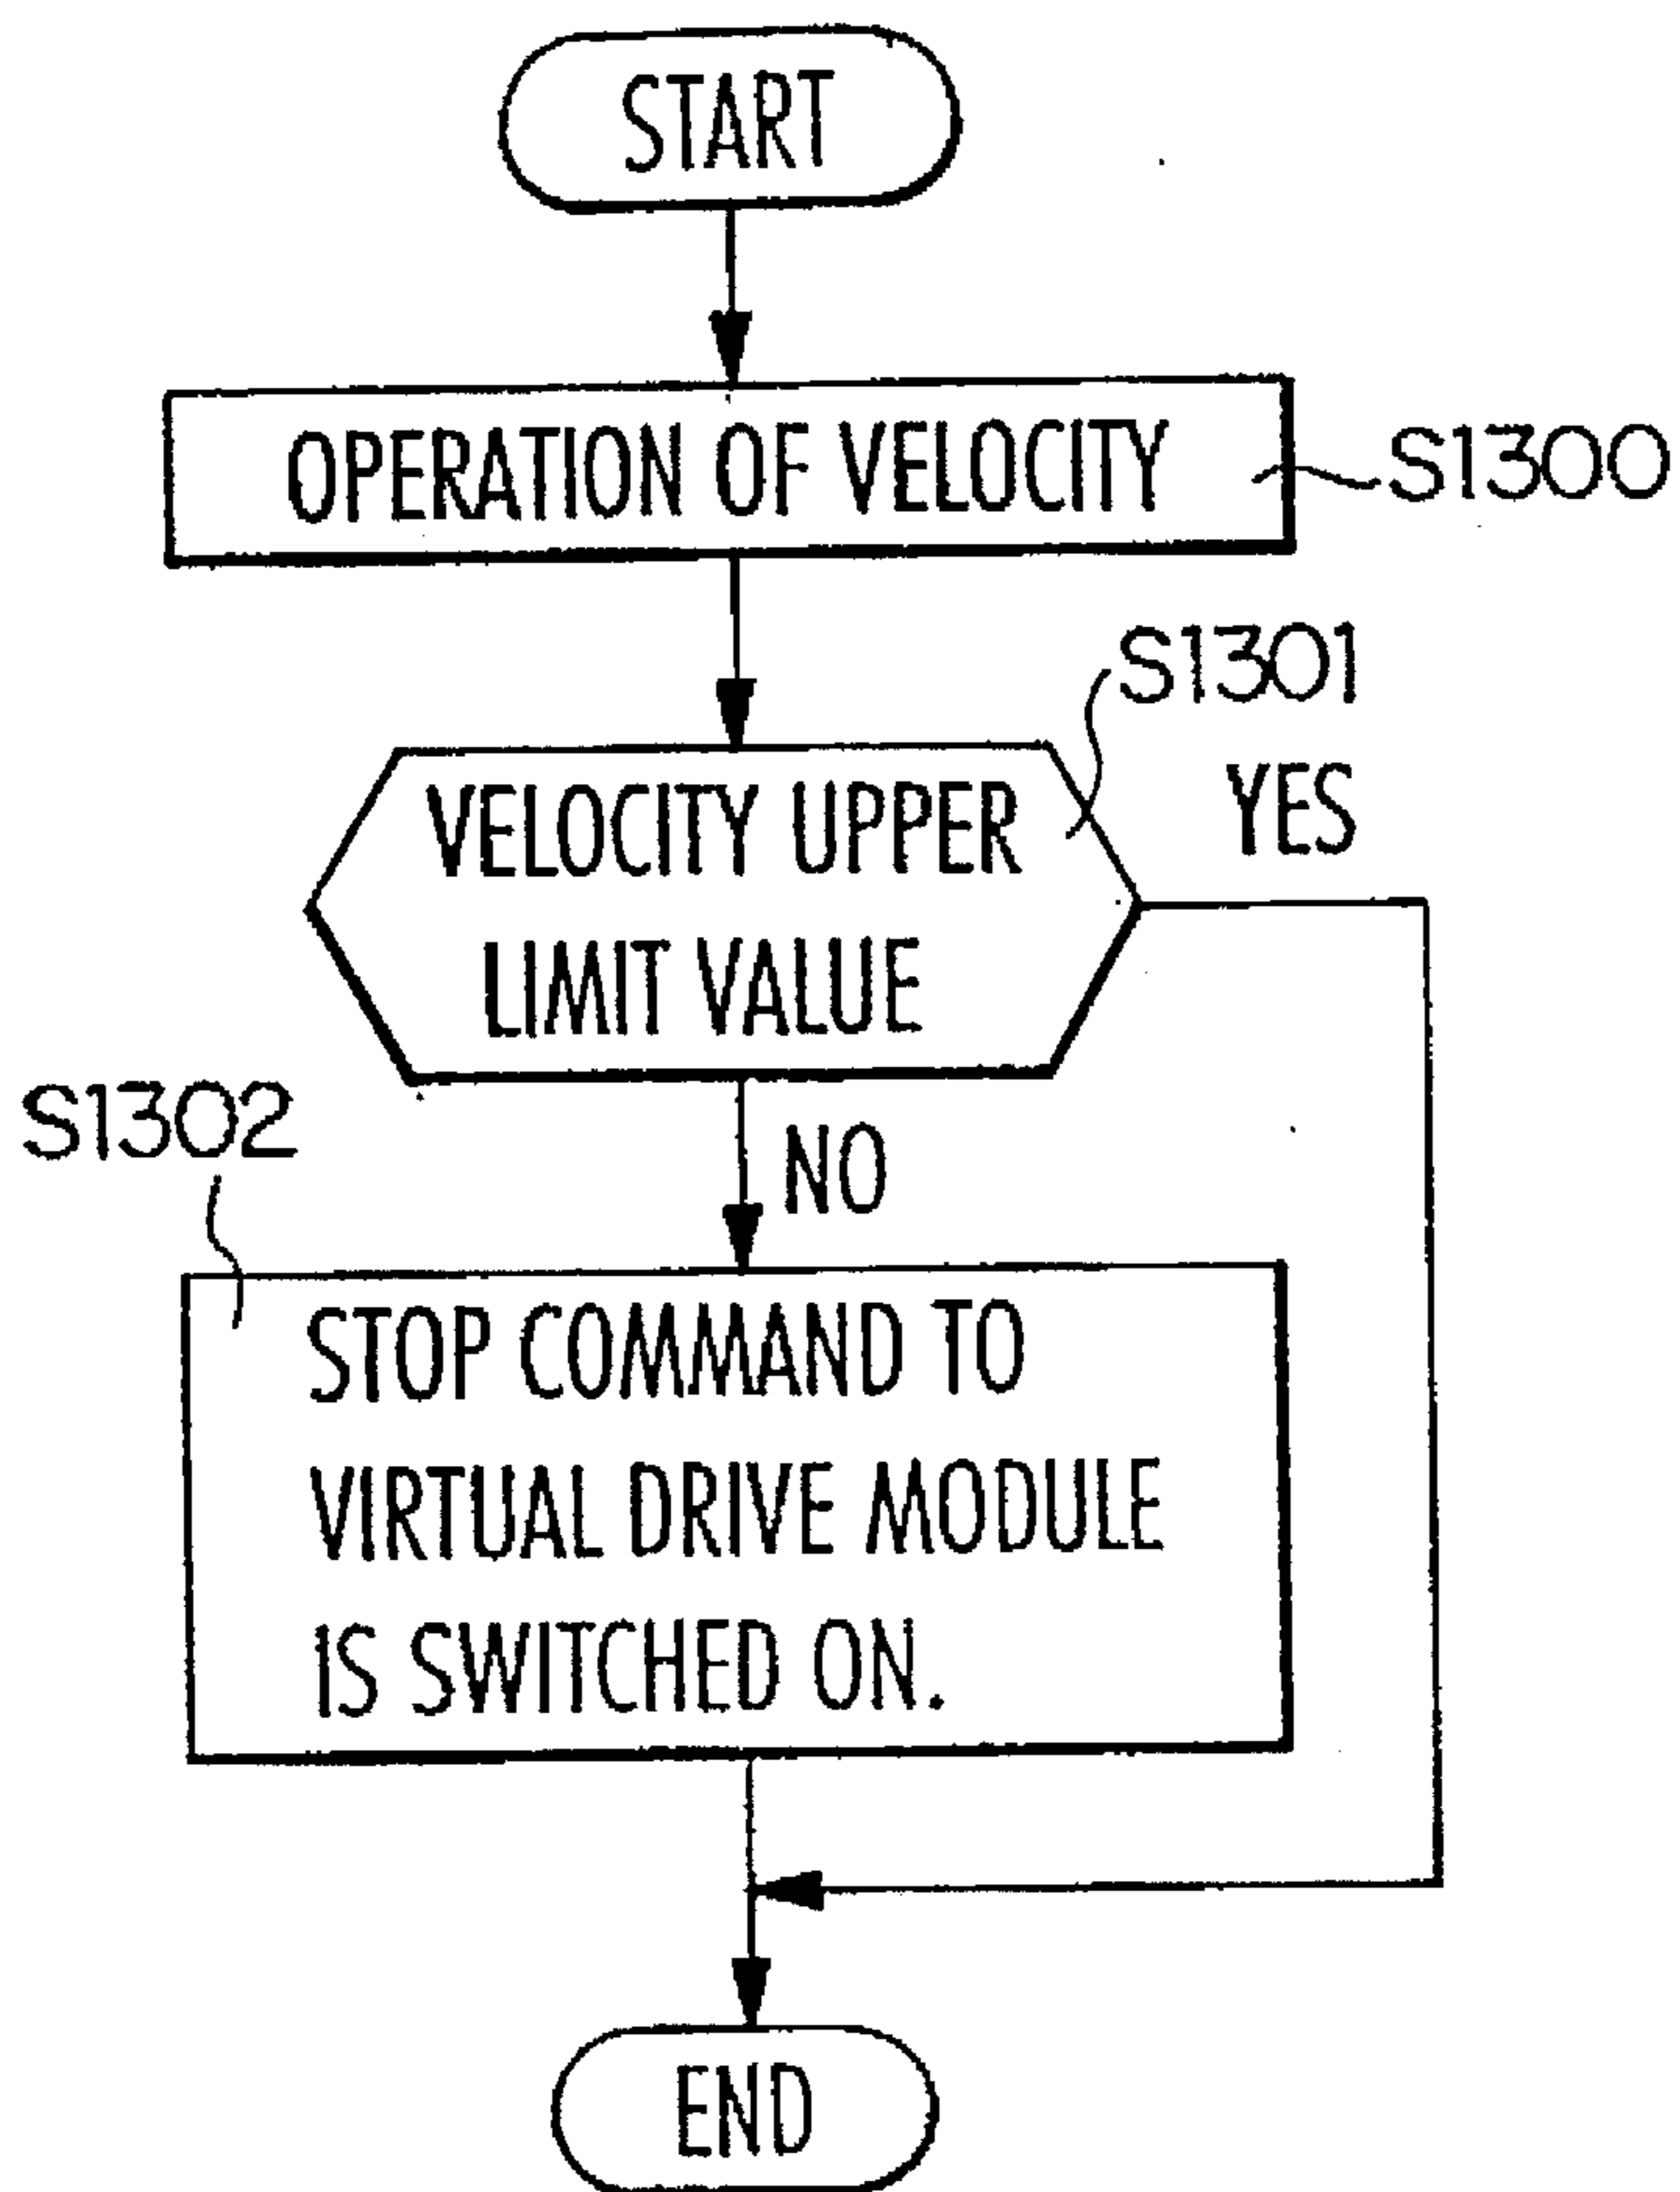 START
OPERATION OF VELOCITY
S1300
S1301
VELOCITY UPPER
LIMIT VALUE
YES
NO
S1302
STOP COMMAND TO
VIRTUAL DRIVE MODULE
IS SWITCHED ON.
END